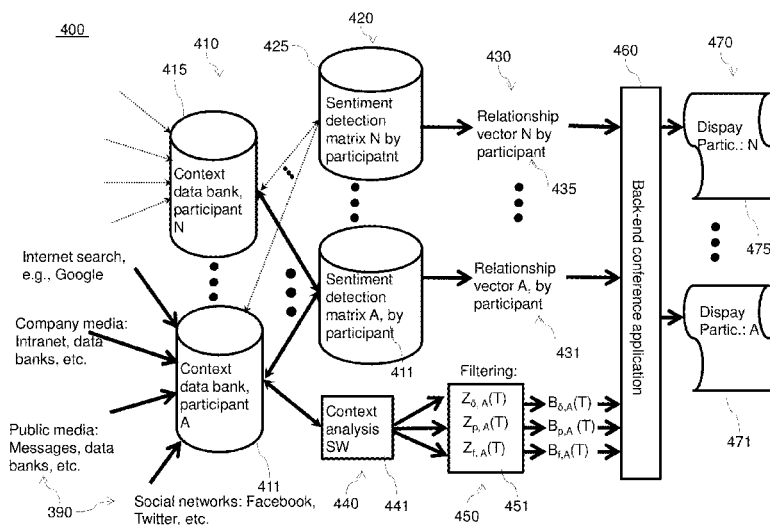 400
410
415
420
425
430
460
470
Context
data bank,
participant
N
Sentiment
detection
matrix N by
participatnt
Relationship
vector N by
participant
435
Back-end conference application
Dispay
Partic.: N
475
Internet search,
e.g., Google
Company media:
Intranet, data
banks, etc.
Public media:
Messages, data
banks, etc.
390
Social networks: Facebook,
Twitter, etc.
Context
data bank,
participant
A
411
Sentiment
detection
matrix A, by
participant
411
Relationship
vector A, by
participant
431
Dispay
Partic.: A
471
Context
analysis
SW
440
441
Filtering:
Zδ, A(T)
Zp, A(T)
Zf, A(T)
450
451
Bδ,A(T)
Bp,A (T)
Bf,A(T)